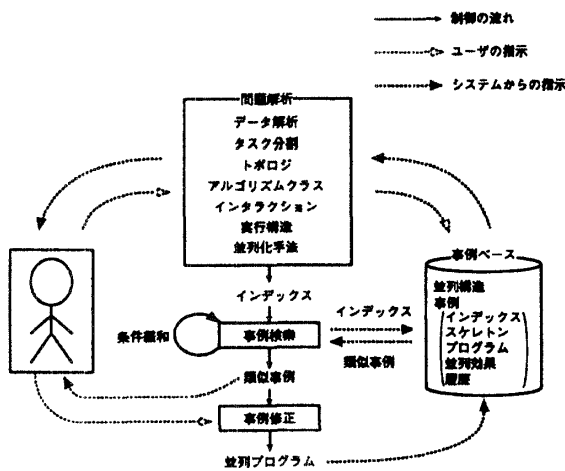 制御の流れ
ユーザの指示
システムからの指示
問題解析
データ解析
タスク分割
トポロジ
アルゴリズムクラス
インタラクション
実行構造
並列化手法
インデックス
条件緩和
事例検索
インデックス
類似事例
類似事例
事例修正
並列プログラム
事例ベース
並列構造
事例
インデックス
スケレトン
プログラム
並列効果
履歴